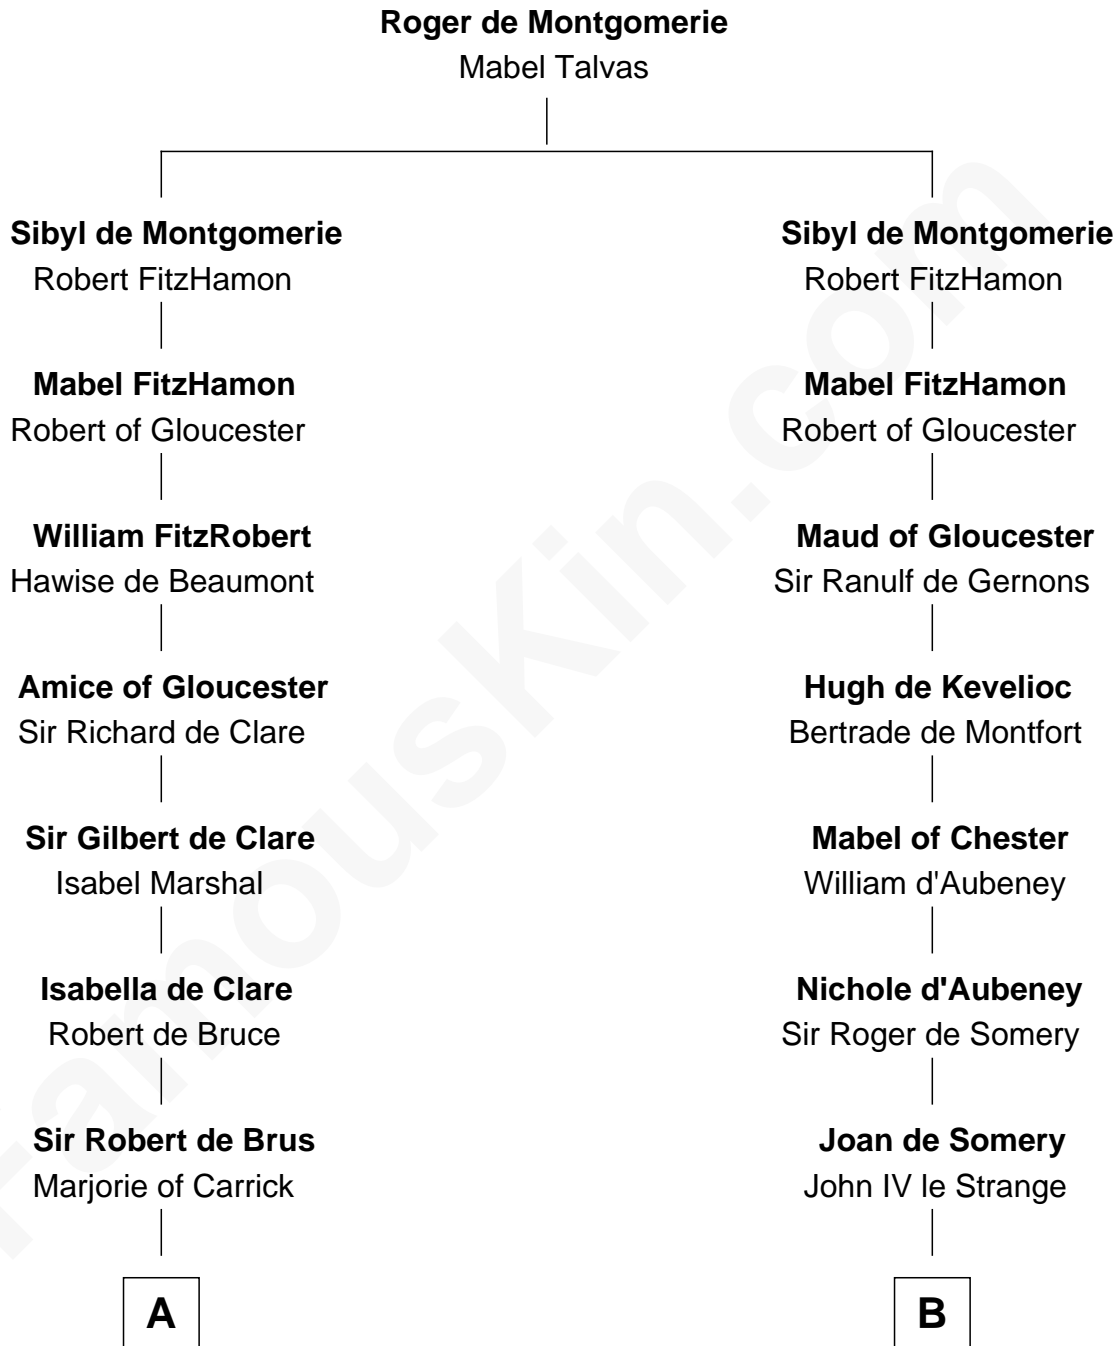 Roger de Montgomerie
Mabel Talvas
Sibyl de Montgomerie
Robert FitzHamon
Sibyl de Montgomerie
Robert FitzHamon
Mabel FitzHamon
Robert of Gloucester
Mabel FitzHamon
Robert of Gloucester
William FitzRobert
Hawise de Beaumont
Maud of Gloucester
Sir Ranulf de Gernons
Amice of Gloucester
Sir Richard de Clare
Hugh de Kevelioc
Bertrade de Montfort
Sir Gilbert de Clare
Isabel Marshal
Mabel of Chester
William d'Aubeney
Isabella de Clare
Robert de Bruce
Nichole d'Aubeney
Sir Roger de Somery
Sir Robert de Brus
Marjorie of Carrick
Joan de Somery
John IV le Strange
A
B
FamousKin.com